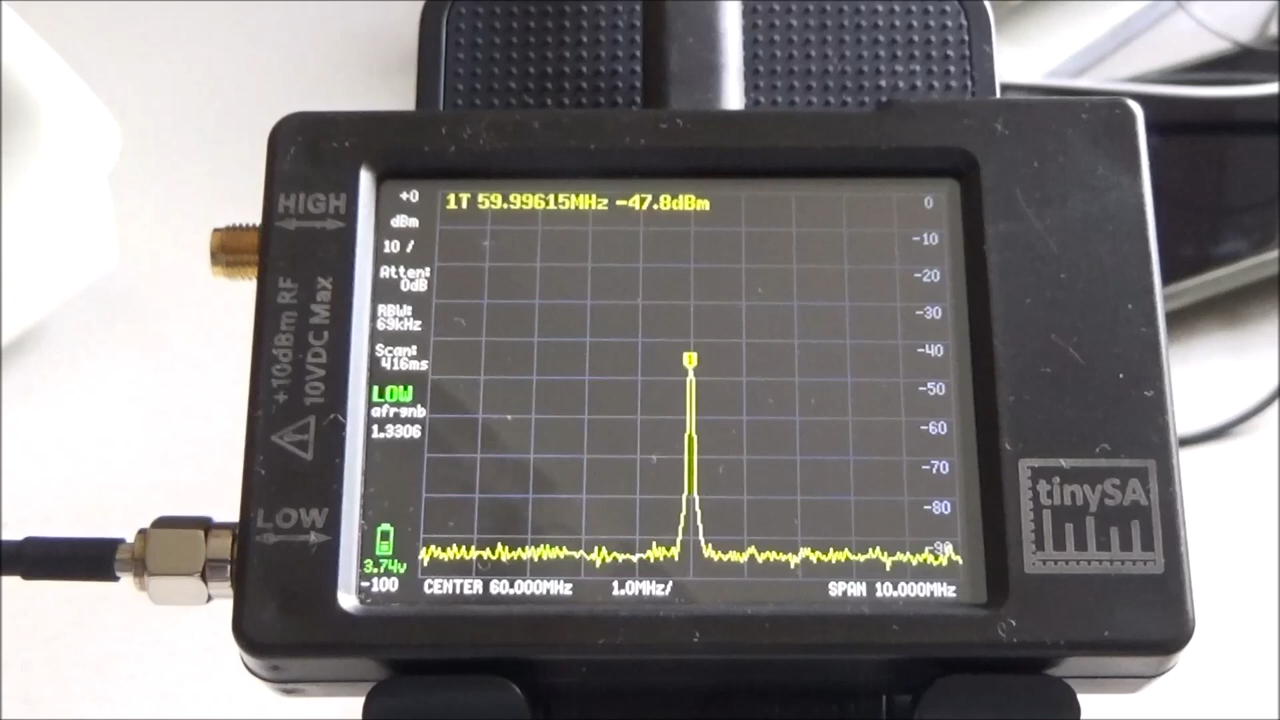 HIGH
+10dBm RF
10VDC Max
LOW
+0
dBm
10 /
Atten:
0dB
RBW:
69kHz
Scan:
416ms
LOW
afrgnb
1.3306
3.74v
-100
1T 59.99615MHz -47.8dBm
0
-10
-20
-30
-40
-50
-60
-70
-80
-90
1
CENTER 60.000MHz 1.0MHz/ SPAN 10.000MHz
tinySA